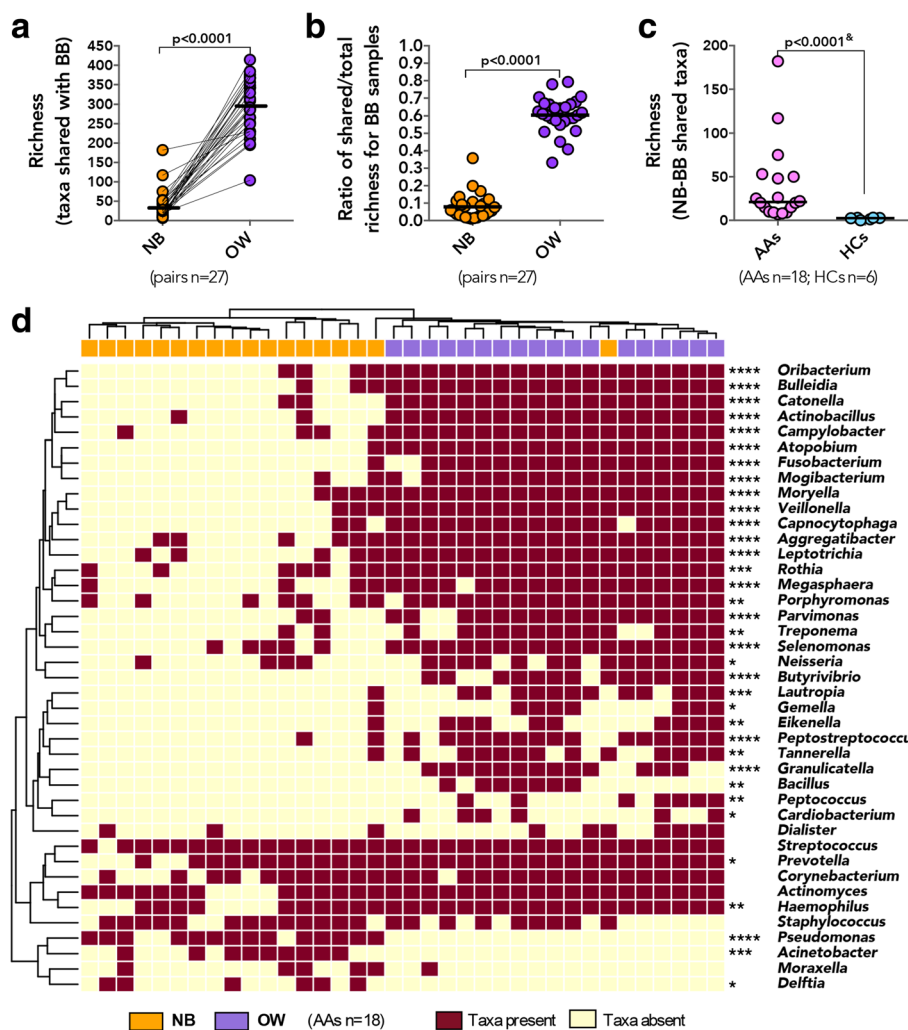 a
Richness
(taxa shared with BB)
p<0.0001
450
400
350
300
250
200
150
100
50
0
NB
OW
(pairs n=27)
b
Ratio of shared/total
richness for BB samples
p<0.0001
1.0
0.9
0.8
0.7
0.6
0.5
0.4
0.3
0.2
0.1
0.0
NB
OW
(pairs n=27)
c
Richness
(NB-BB shared taxa)
p<0.0001&
200
150
100
50
0
AAs
HCs
(AAs n=18; HCs n=6)
d
**** Oribacterium
**** Bulleidia
**** Catonella
**** Actinobacillus
**** Campylobacter
**** Atopobium
**** Fusobacterium
**** Mogibacterium
**** Moryella
**** Veillonella
**** Capnocytophaga
**** Aggregatibacter
**** Leptotrichia
*** Rothia
**** Megasphaera
** Porphyromonas
**** Parvimonas
** Treponema
**** Selenomonas
* Neisseria
**** Butyrivibrio
*** Lautropia
* Gemella
** Eikenella
**** Peptostreptococcu
** Tannerella
**** Granulicatella
** Bacillus
** Peptococcus
* Cardiobacterium
Dialister
Streptococcus
* Prevotella
Corynebacterium
Actinomyces
** Haemophilus
Staphylococcus
**** Pseudomonas
*** Acinetobacter
Moraxella
* Delftia
NB OW (AAs n=18) Taxa present Taxa absent